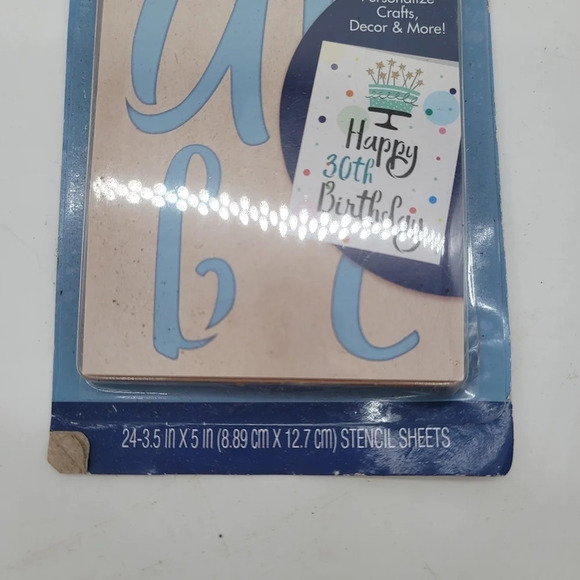 Personalize
Crafts,
Decor & More!
Happy
30th
Birthday
24-3.5 IN X 5 IN (8.89 CM X 12.7 CM) STENCIL SHEETS